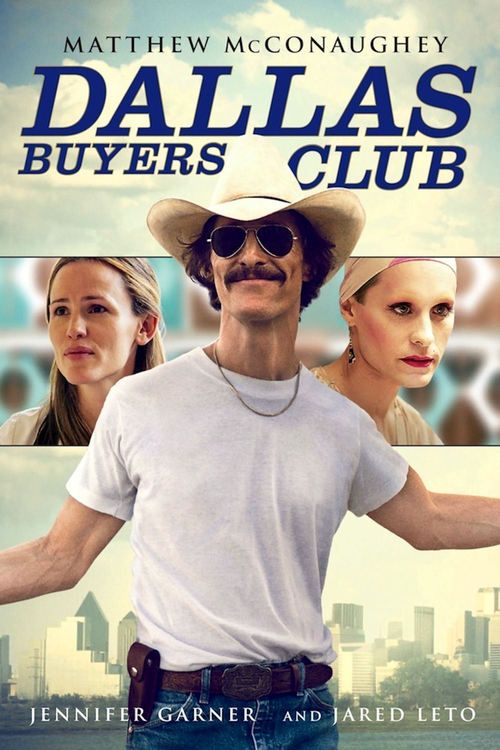 MATTHEW McCONAUGHEY
DALLAS
BUYERS CLUB
JENNIFER GARNER AND JARED LETO